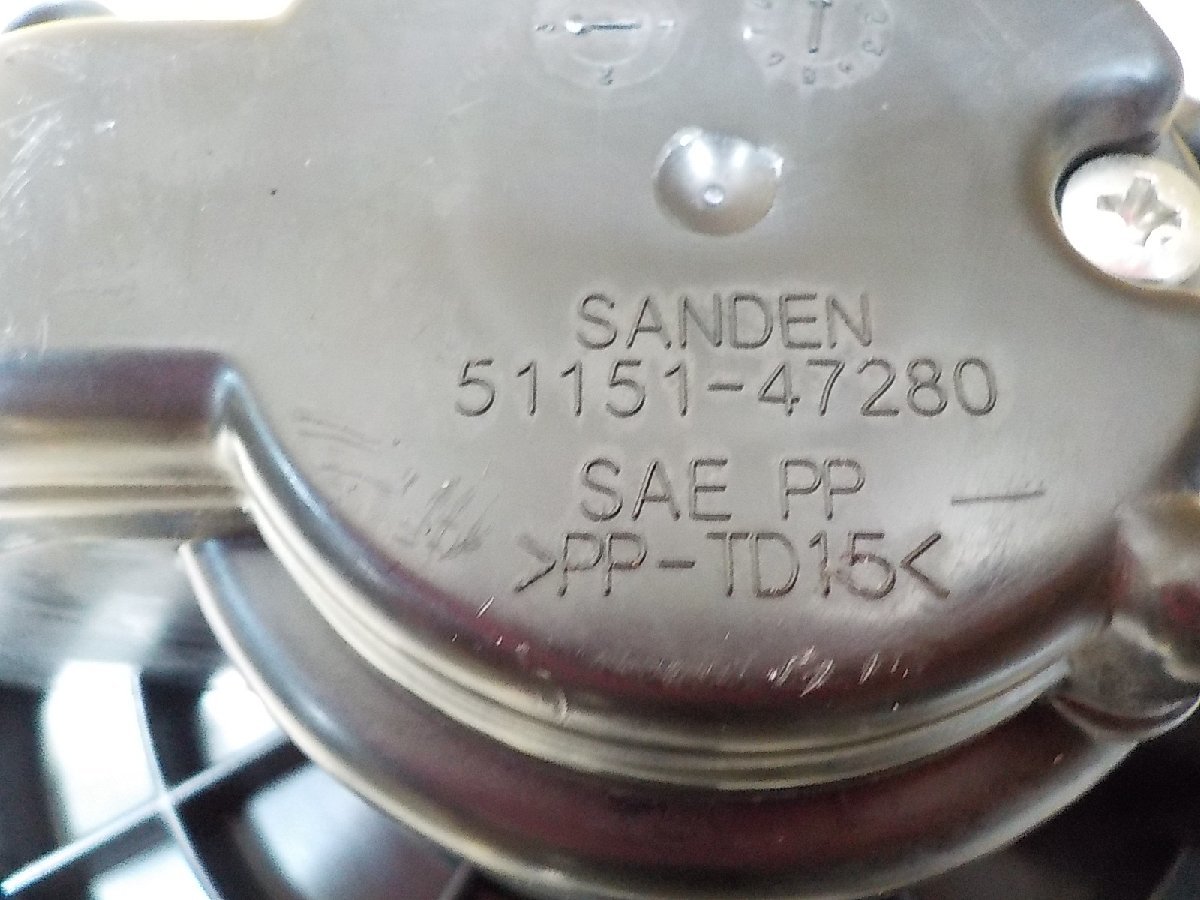 SANDEN
51151-47280
SAE PP
>PP-TD15<